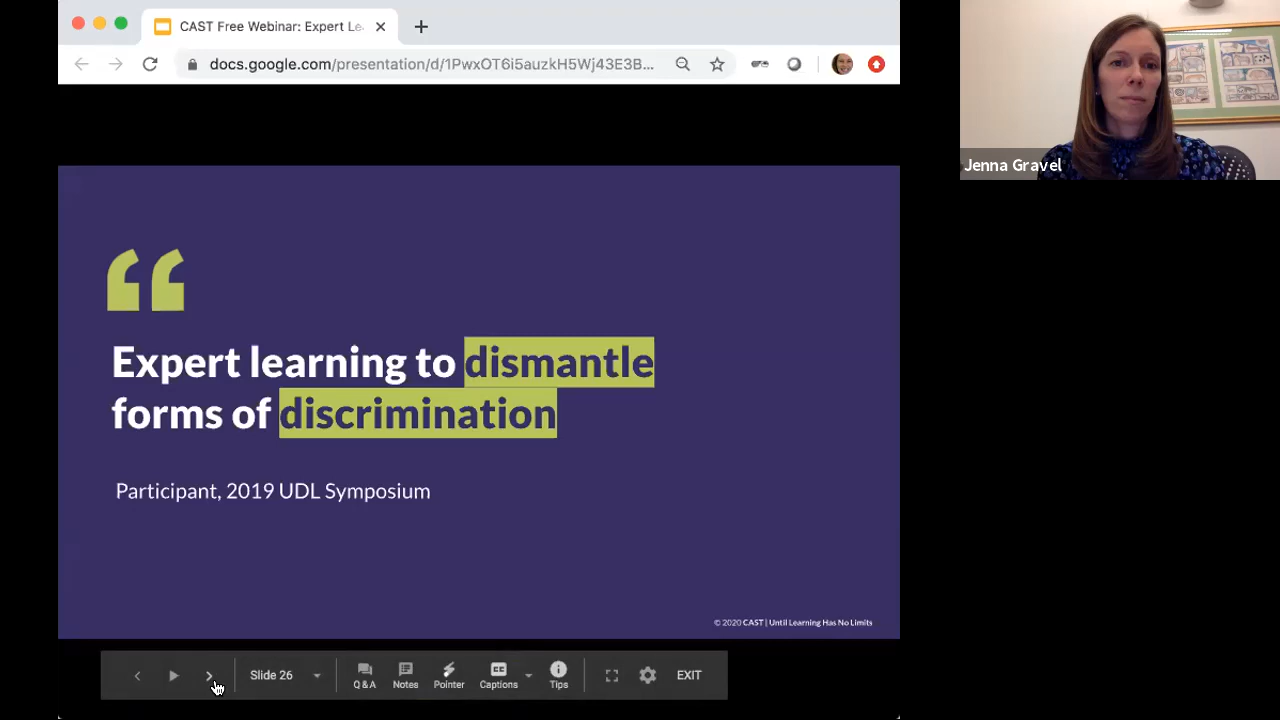 CAST Free Webinar: Expert Le
docs.google.com/presentation/d/1PwxOT6i5auzkH5Wj43E3B...
Jenna Gravel
“
Expert learning to dismantle
forms of discrimination
Participant, 2019 UDL Symposium
© 2020 CAST | Until Learning Has No Limits
Slide 26
Q&A
Notes
Pointer
CC
Captions
Tips
EXIT